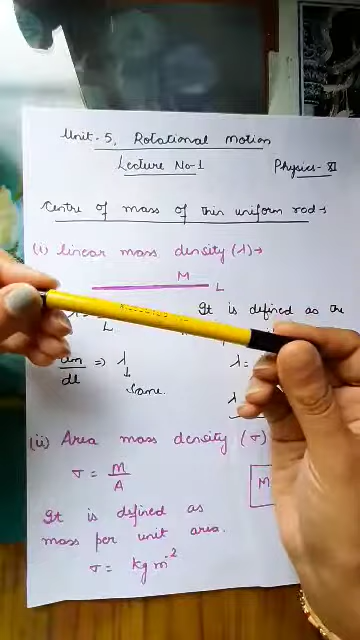 Unit-5, Rotational Motion
Lecture No-1 Physics-XI
Centre of mass of thin uniform rod→
(i) linear mass density (λ)→
M
L
L It is defined as the
dm/dl => λ λ=
Same. λ
(ii) Area mass density (σ)
σ = M/A M
It is defined as
mass per unit area.
σ = kg m⁻²